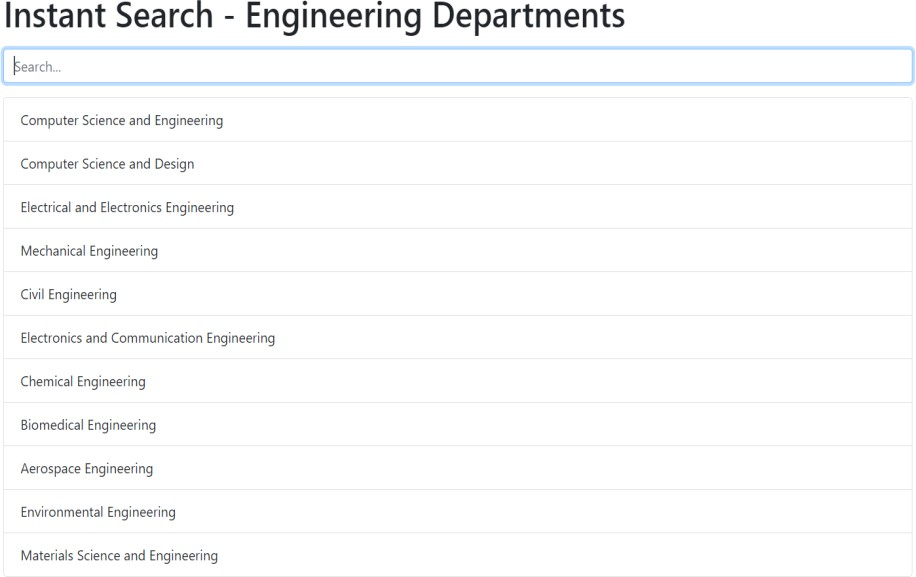 Instant Search - Engineering Departments
Search...
Computer Science and Engineering
Computer Science and Design
Electrical and Electronics Engineering
Mechanical Engineering
Civil Engineering
Electronics and Communication Engineering
Chemical Engineering
Biomedical Engineering
Aerospace Engineering
Environmental Engineering
Materials Science and Engineering